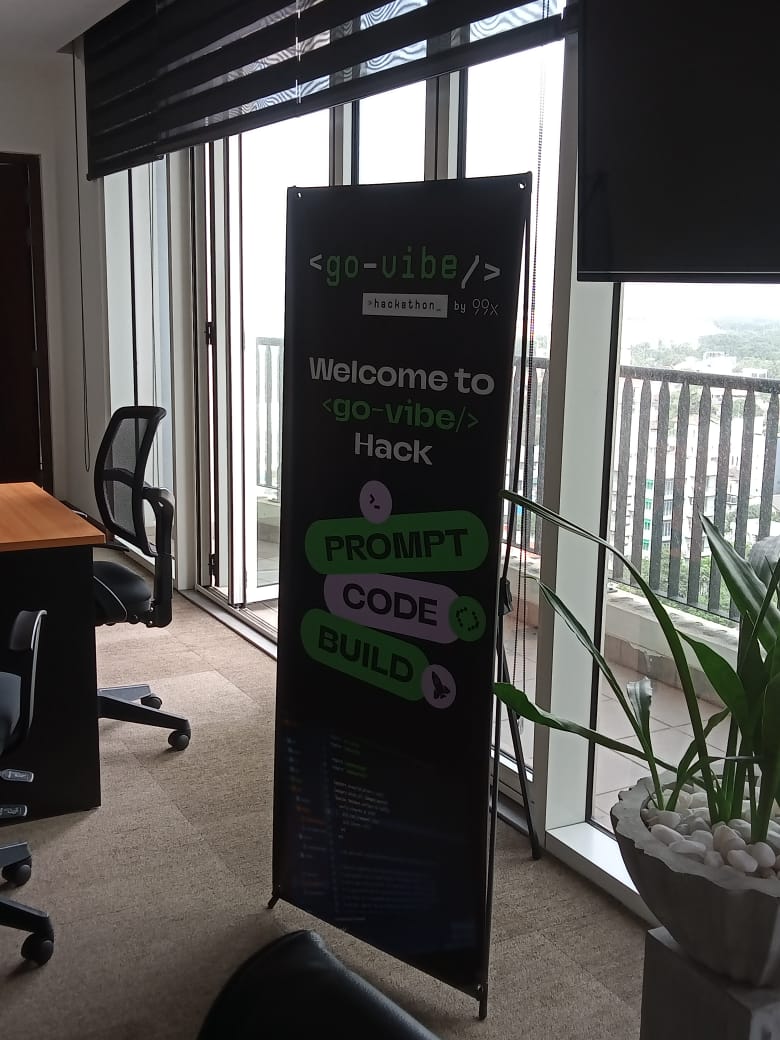 <go-vibe/>
>hackathon_ by 99x
Welcome to
<go-vibe/>
Hack
>_
PROMPT
CODE
BUILD